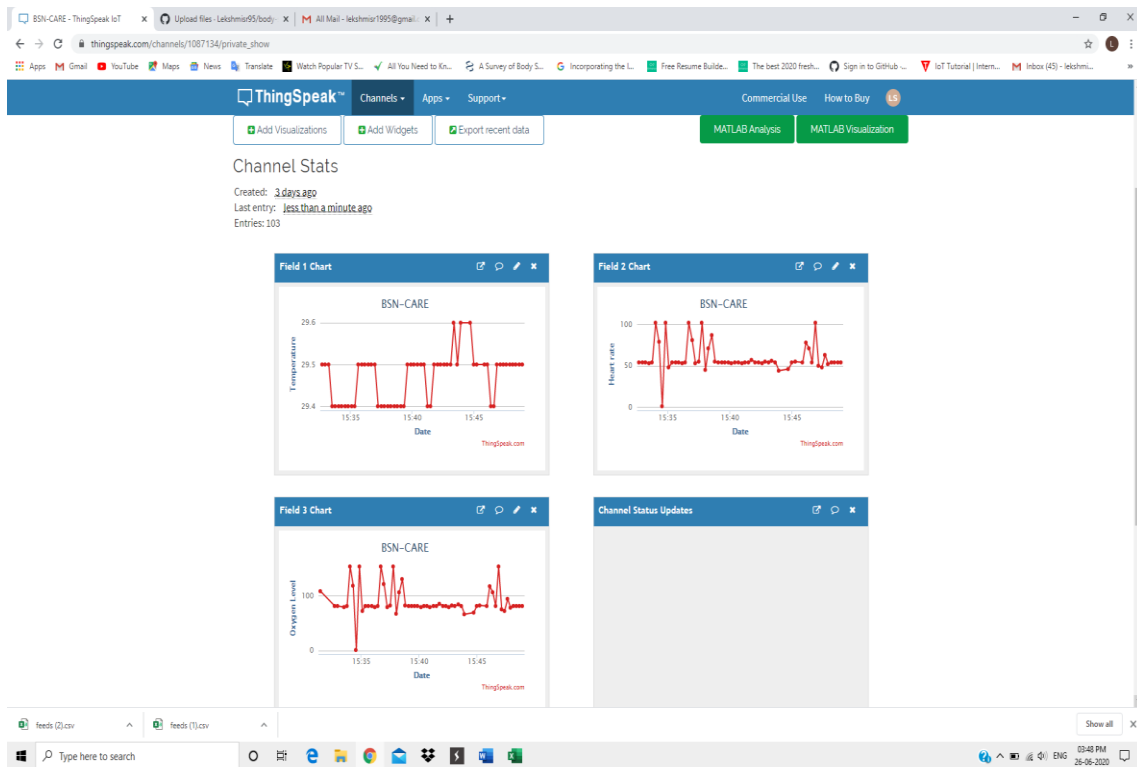 BSN-CARE - ThingSpeak IoT x Upload files · Lekshmisr95/body- x All Mail - lekshmisr1995@gmail.c x +
thingspeak.com/channels/1087134/private_show L
Apps Gmail YouTube Maps News Translate Watch Popular TV S... All You Need to Kn... A Survey of Body S... Incorporating the I... Free Resume Builde... The best 2020 fresh... Sign in to GitHub ·... IoT Tutorial | Intern... Inbox (45) - lekshmi... »
ThingSpeak™ Channels Apps Support Commercial Use How to Buy LS
Add Visualizations Add Widgets Export recent data MATLAB Analysis MATLAB Visualization
Channel Stats
Created: 3 days ago
Last entry: less than a minute ago
Entries: 103
Field 1 Chart
BSN-CARE
Temperature
29.6
29.5
29.4
15:35 15:40 15:45
Date
ThingSpeak.com
Field 2 Chart
BSN-CARE
Heart rate
100
50
0
15:35 15:40 15:45
Date
ThingSpeak.com
Field 3 Chart
BSN-CARE
Oxygen Level
100
0
15:35 15:40 15:45
Date
ThingSpeak.com
Channel Status Updates
feeds (2).csv feeds (1).csv Show all X
Type here to search ENG 03:48 PM
26-06-2020